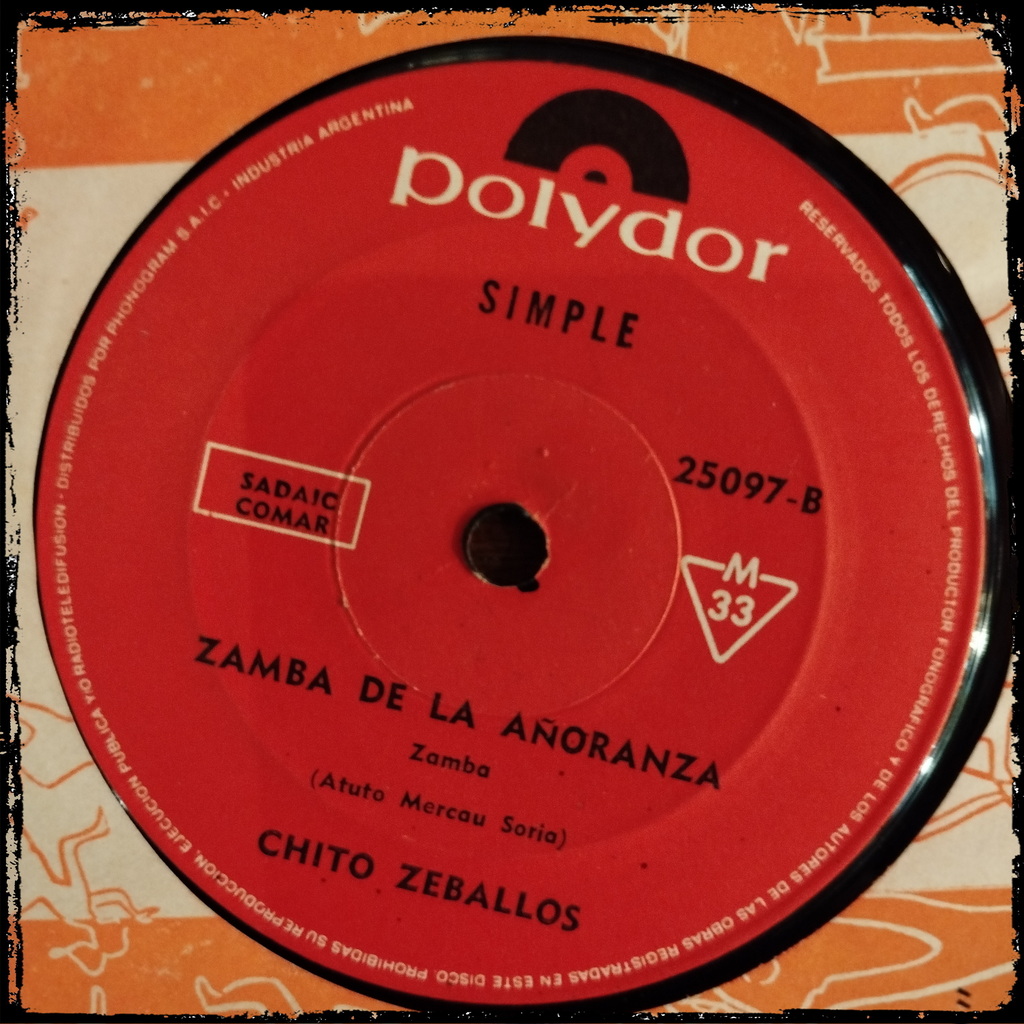 polydor
SIMPLE
25097-B
SADAIC
COMAR
M
33
ZAMBA DE LA AÑORANZA
Zamba
(Atuto Mercau Soria)
CHITO ZEBALLOS
RESERVADOS TODOS LOS DERECHOS DEL PRODUCTOR FONOGRAFICO Y DE LOS AUTORES DE LAS OBRAS REGISTRADAS EN ESTE DISCO. PROHIBIDAS SU REPRODUCCION, EJECUCION PUBLICA Y/O RADIOTELEDIFUSION - DISTRIBUIDOS POR PHONOGRAM S.A.I.C. - INDUSTRIA ARGENTINA